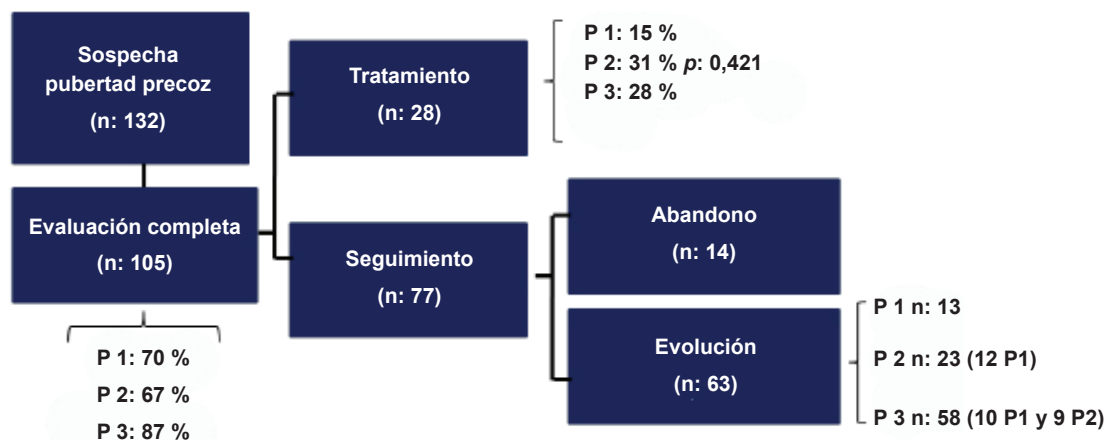 Sospecha
pubertad precoz
(n: 132)
Evaluación completa
(n: 105)
P 1: 70 %
P 2: 67 %
P 3: 87 %
Tratamiento
(n: 28)
P 1: 15 %
P 2: 31 % p: 0,421
P 3: 28 %
Seguimiento
(n: 77)
Abandono
(n: 14)
Evolución
(n: 63)
P 1 n: 13
P 2 n: 23 (12 P1)
P 3 n: 58 (10 P1 y 9 P2)